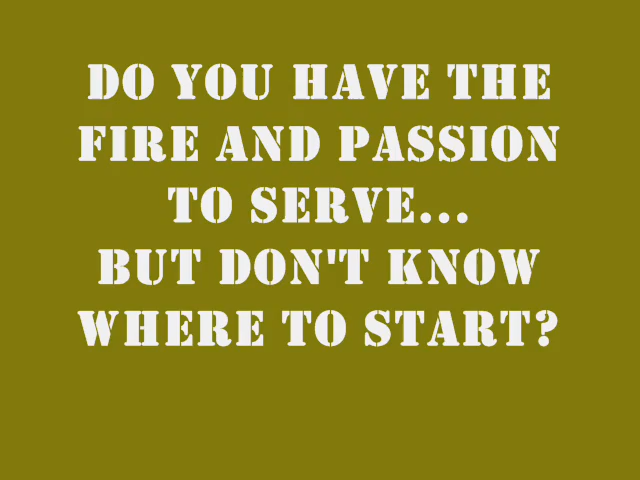 DO YOU HAVE THE
FIRE AND PASSION
TO SERVE...
BUT DON'T KNOW
WHERE TO START?